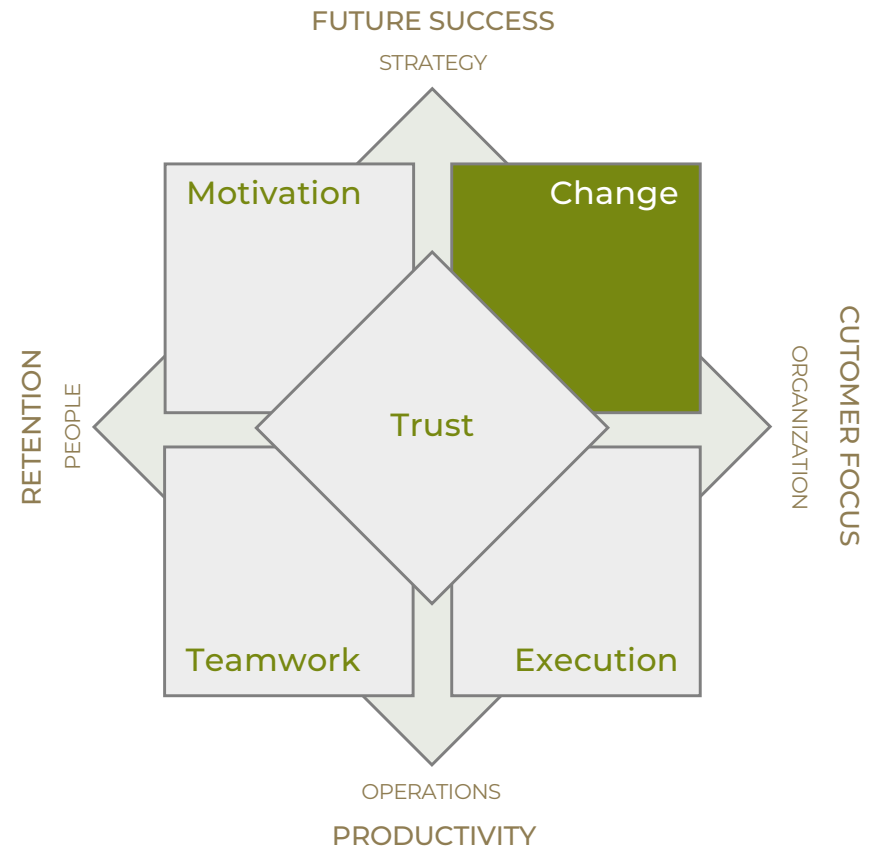 FUTURE SUCCESS
STRATEGY
Motivation
Change
RETENTION
PEOPLE
Trust
ORGANIZATION
CUTOMER FOCUS
Teamwork
Execution
OPERATIONS
PRODUCTIVITY